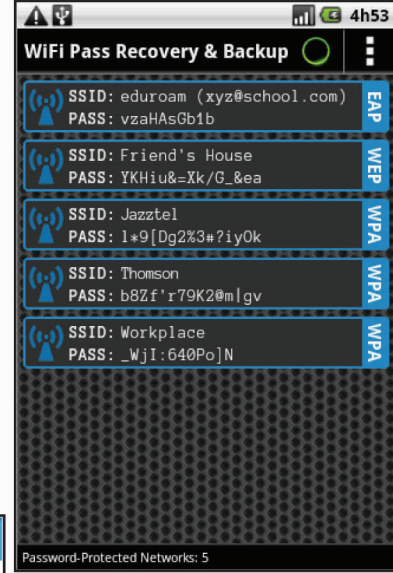 4h53
WiFi Pass Recovery & Backup
SSID: eduroam (xyz@school.com)
PASS: vzaHAsGb1b
EAP
SSID: Friend's House
PASS: YKHiu&=Xk/G_&ea
WEP
SSID: Jazztel
PASS: l*9[Dg2%3#?iyOk
WPA
SSID: Thomson
PASS: b8Zf'r79K2@m|gv
WPA
SSID: Workplace
PASS: _WjI:640Po]N
WPA
Password-Protected Networks: 5